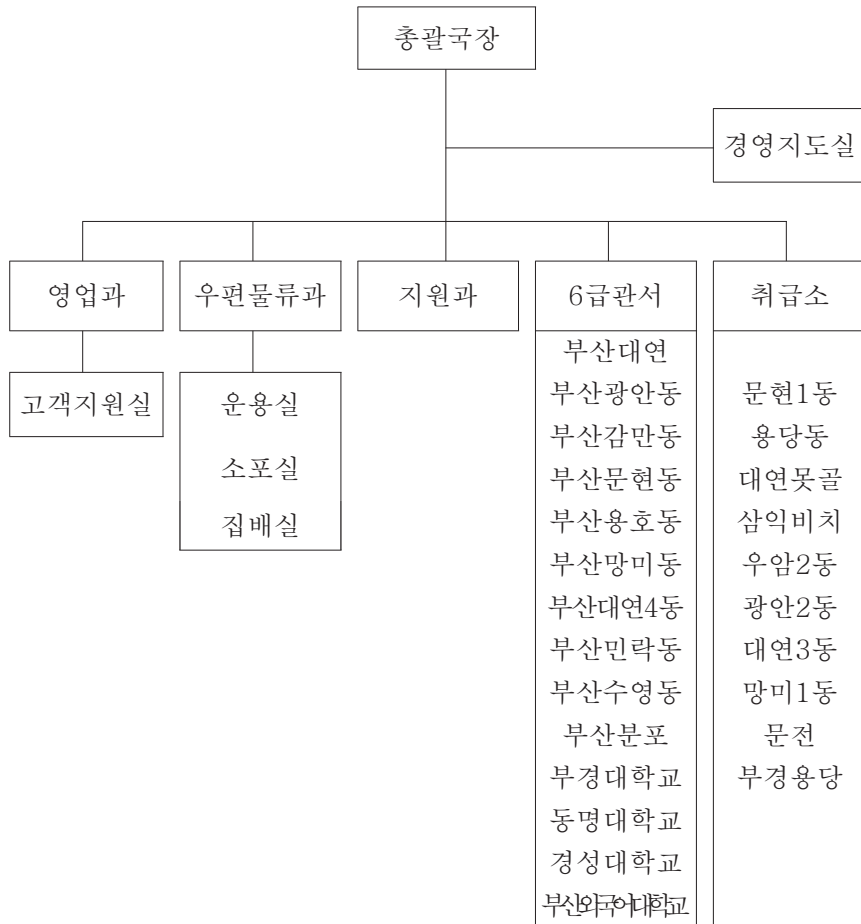 총괄국장
경영지도실
영업과
우편물류과
지원과
6급관서
취급소
고객지원실
운용실
소포실
집배실
부산대연
부산광안동
부산감만동
부산문현동
부산용호동
부산망미동
부산대연4동
부산민락동
부산수영동
부산분포
부경대학교
동명대학교
경성대학교
부산외국어대학교
문현1동
용당동
대연못골
삼익비치
우암2동
광안2동
대연3동
망미1동
문전
부경용당